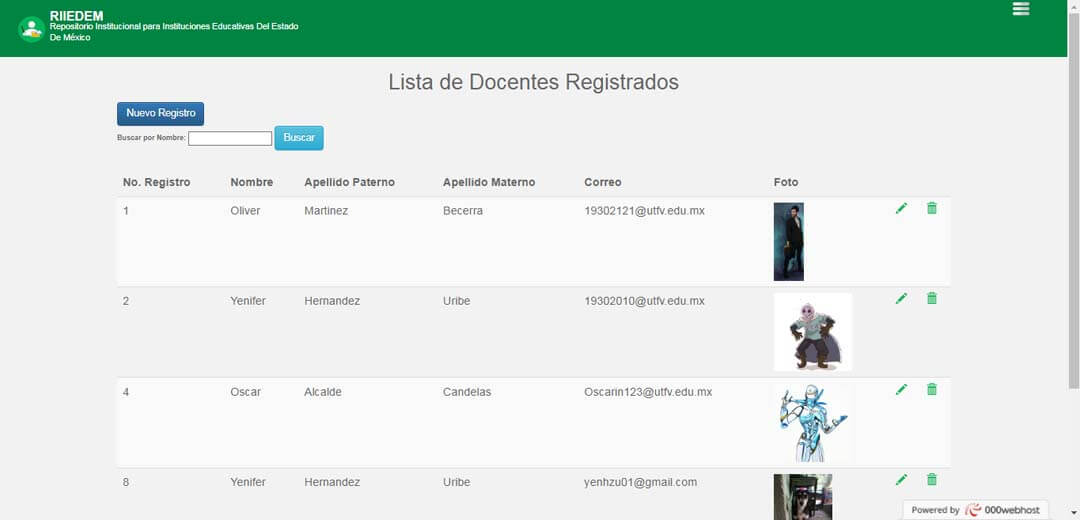 RIIEDEM
Repositorio Institucional para Instituciones Educativas Del Estado
De México
Lista de Docentes Registrados
Nuevo Registro
Buscar por Nombre: Buscar
No. Registro Nombre Apellido Paterno Apellido Materno Correo Foto
1 Oliver Martinez Becerra 19302121@utfv.edu.mx
2 Yenifer Hernandez Uribe 19302010@utfv.edu.mx
4 Oscar Alcalde Candelas Oscarin123@utfv.edu.mx
8 Yenifer Hernandez Uribe yenhzu01@gmail.com
Powered by 000webhost